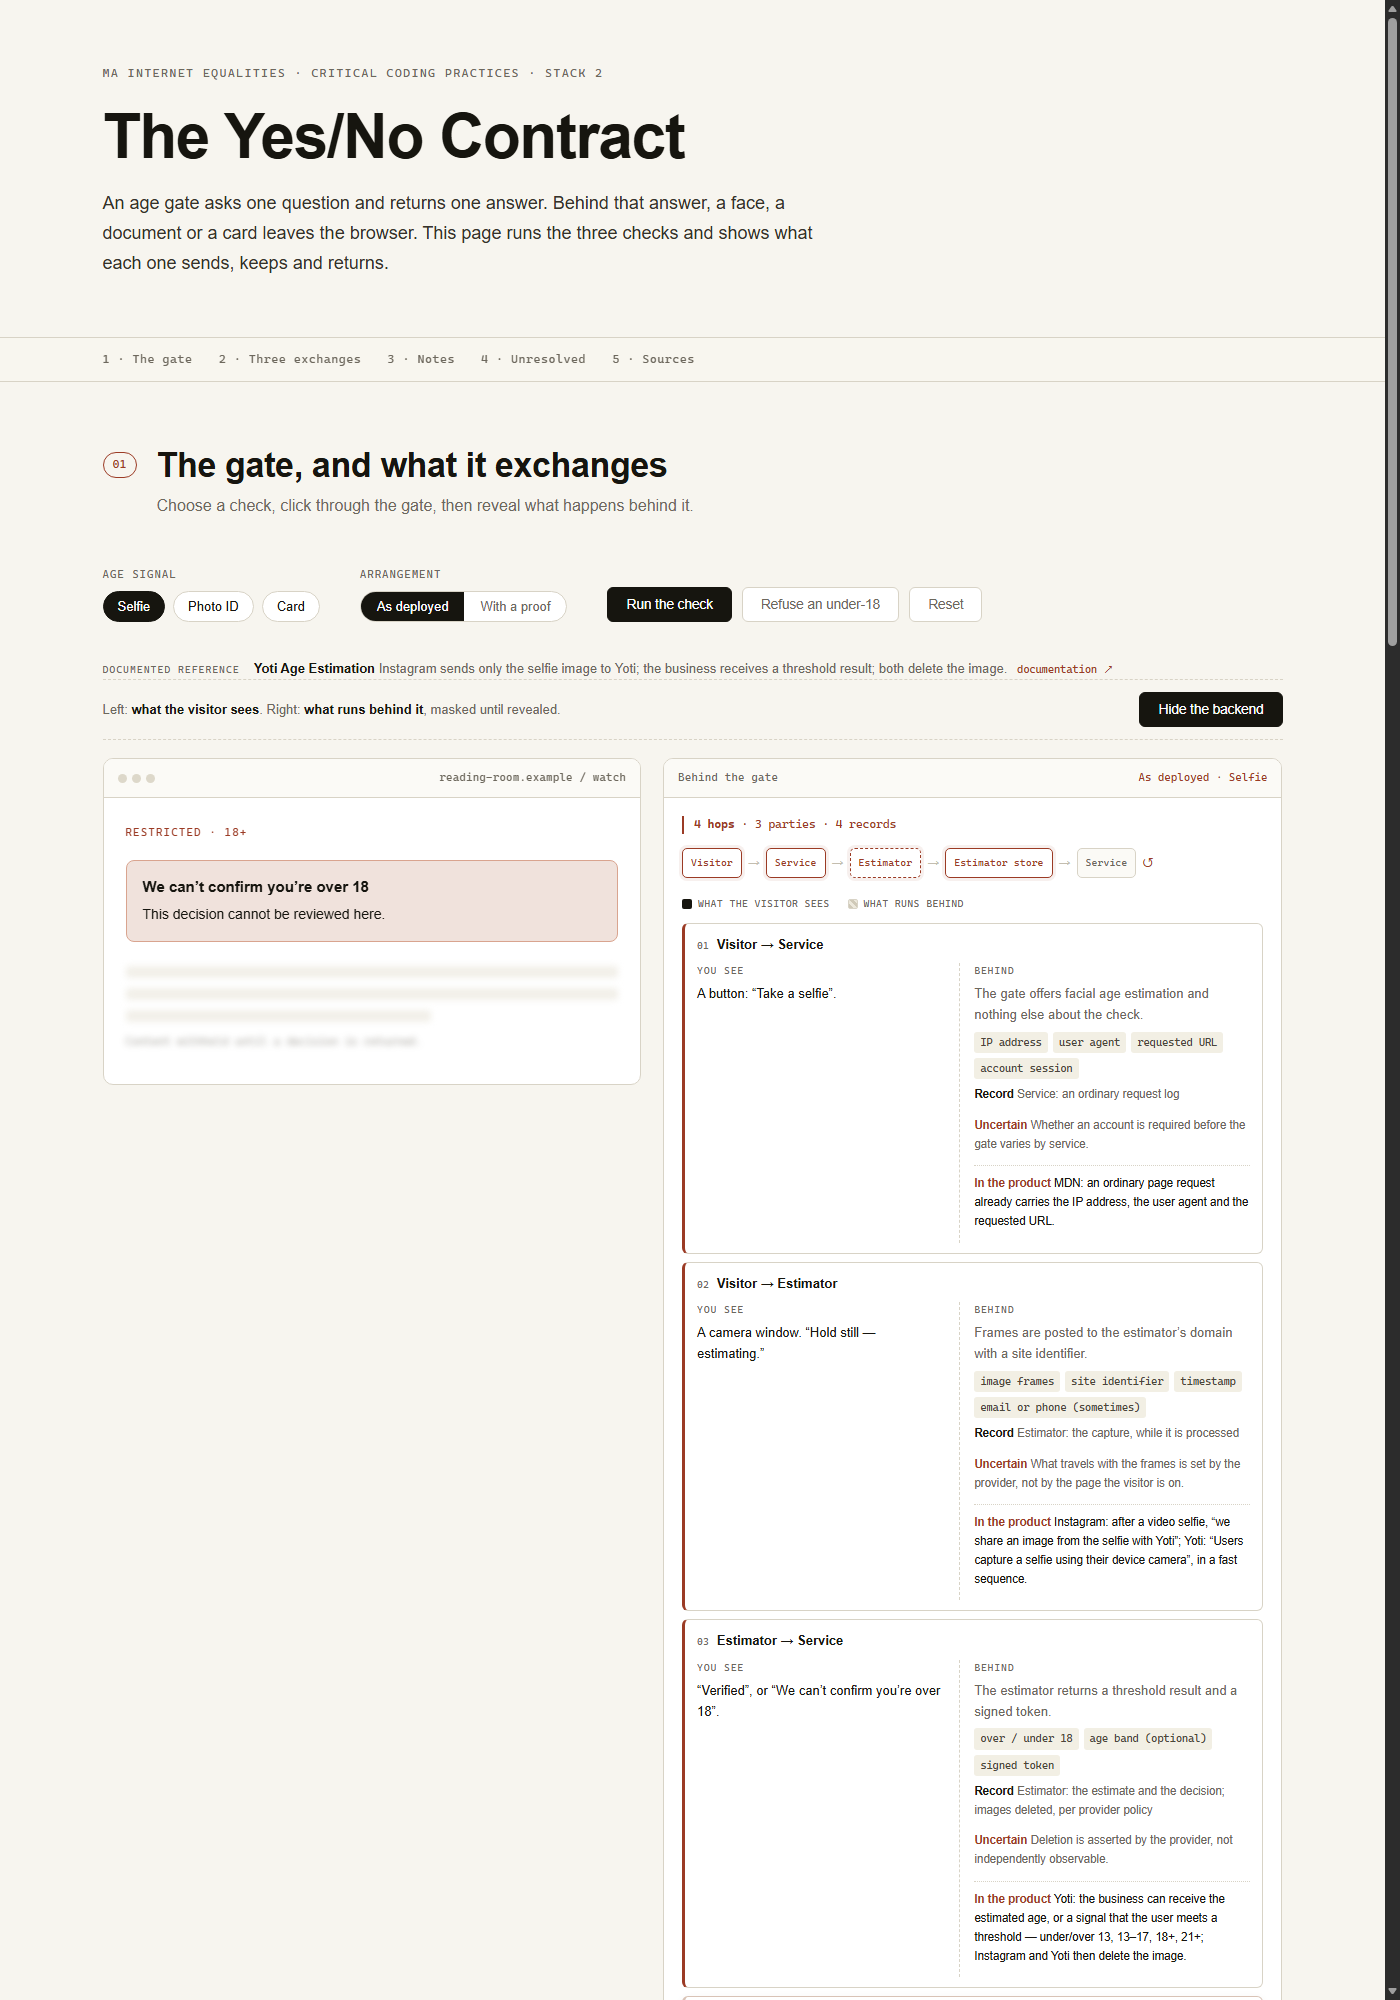 MA INTERNET EQUALITIES · CRITICAL CODING PRACTICES · STACK 2
The Yes/No Contract
An age gate asks one question and returns one answer. Behind that answer, a face, a
document or a card leaves the browser. This page runs the three checks and shows what
each one sends, keeps and returns.
1 · The gate 2 · Three exchanges 3 · Notes 4 · Unresolved 5 · Sources
01 The gate, and what it exchanges
Choose a check, click through the gate, then reveal what happens behind it.
AGE SIGNAL ARRANGEMENT
Selfie Photo ID Card As deployed With a proof Run the check Refuse an under-18 Reset
DOCUMENTED REFERENCE Yoti Age Estimation Instagram sends only the selfie image to Yoti; the business receives a threshold result; both delete the image. documentation ↗
Left: what the visitor sees. Right: what runs behind it, masked until revealed. Hide the backend
reading-room.example / watch
RESTRICTED · 18+
We can’t confirm you’re over 18
This decision cannot be reviewed here.
Behind the gate As deployed · Selfie
4 hops · 3 parties · 4 records
Visitor → Service → Estimator → Estimator store → Service ↺
WHAT THE VISITOR SEES WHAT RUNS BEHIND
01 Visitor → Service
YOU SEE
A button: “Take a selfie”.
BEHIND
The gate offers facial age estimation and
nothing else about the check.
IP address user agent requested URL
account session
Record Service: an ordinary request log
Uncertain Whether an account is required before the
gate varies by service.
In the product MDN: an ordinary page request
already carries the IP address, the user agent and the
requested URL.
02 Visitor → Estimator
YOU SEE
A camera window. “Hold still —
estimating.”
BEHIND
Frames are posted to the estimator’s domain
with a site identifier.
image frames site identifier timestamp
email or phone (sometimes)
Record Estimator: the capture, while it is processed
Uncertain What travels with the frames is set by the
provider, not by the page the visitor is on.
In the product Instagram: after a video selfie, “we
share an image from the selfie with Yoti”; Yoti: “Users
capture a selfie using their device camera”, in a fast
sequence.
03 Estimator → Service
YOU SEE
“Verified”, or “We can’t confirm you’re over
18”.
BEHIND
The estimator returns a threshold result and a
signed token.
over / under 18 age band (optional)
signed token
Record Estimator: the estimate and the decision;
images deleted, per provider policy
Uncertain Deletion is asserted by the provider, not
independently observable.
In the product Yoti: the business can receive the
estimated age, or a signal that the user meets a
threshold — under/over 13, 13–17, 18+, 21+;
Instagram and Yoti then delete the image.